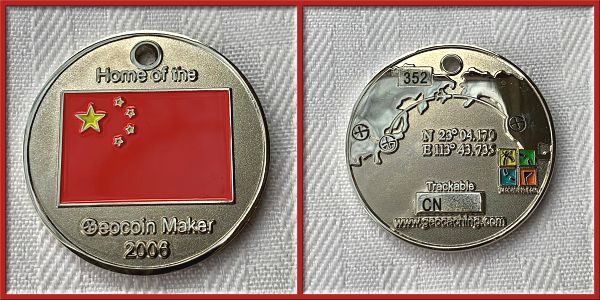 Home of the
Geocoin Maker
2006
352
N 23° 04.170
E 113° 43.735
Trackable
CN
www.geocaching.com